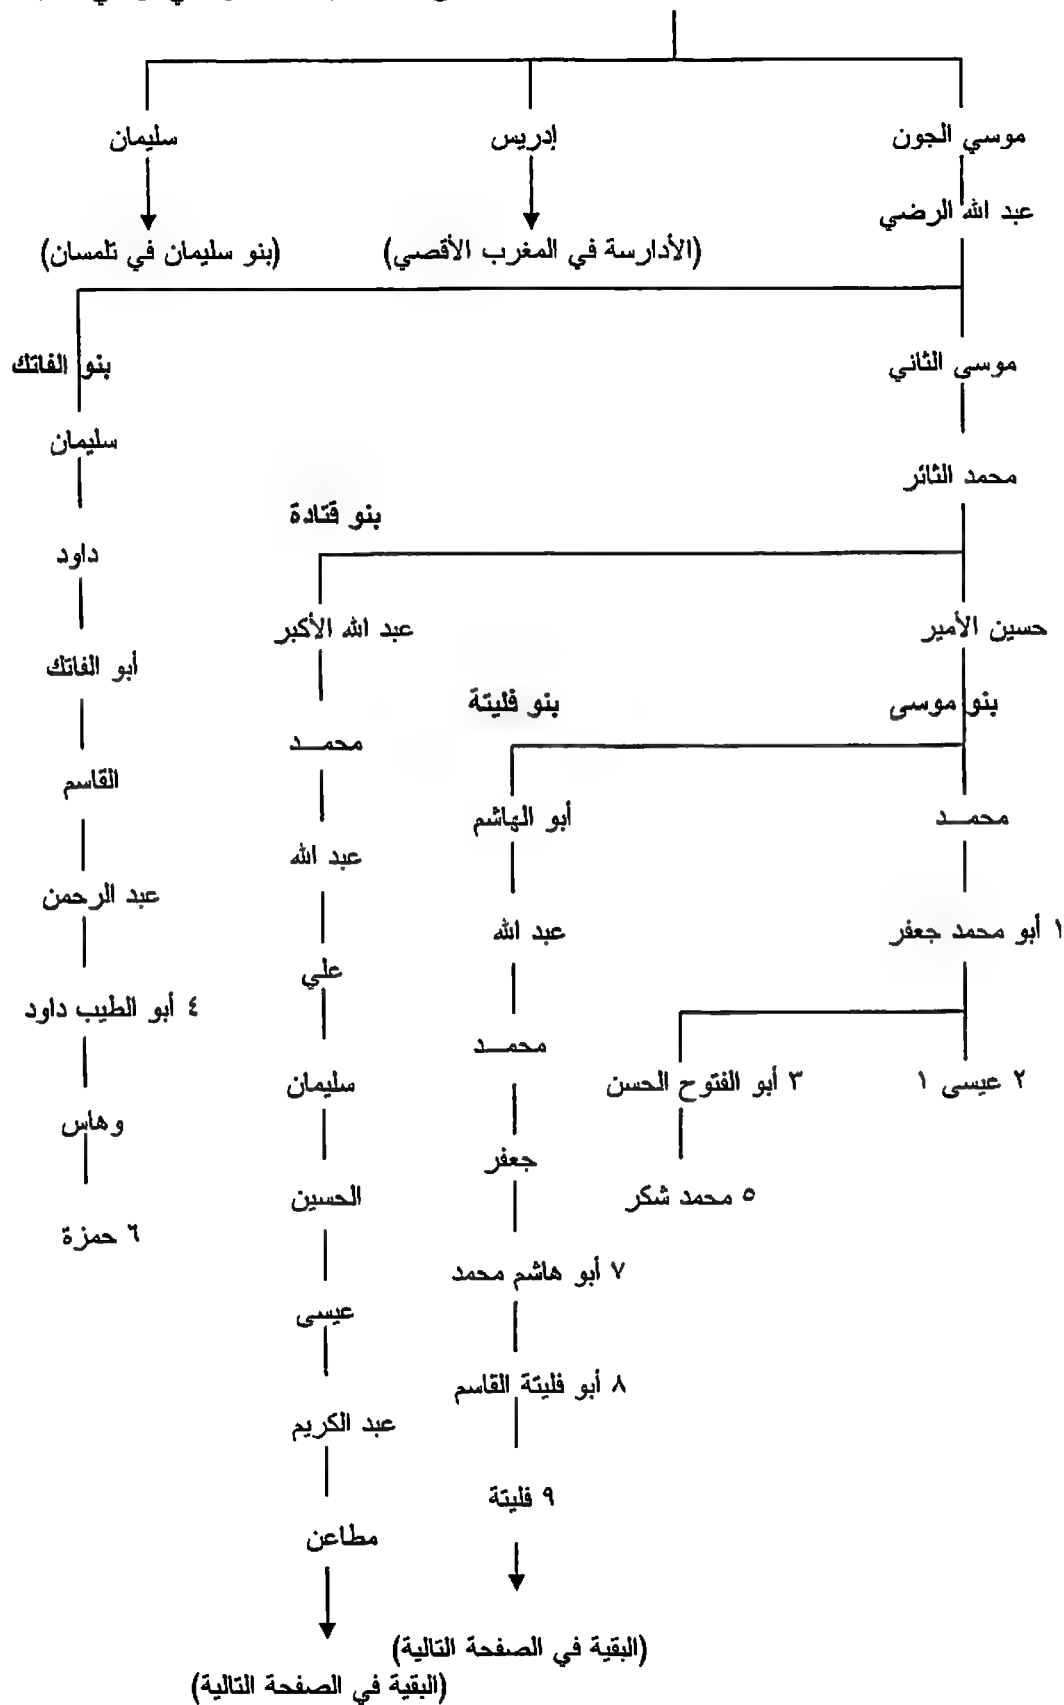 موسي الجون
إدريس
سليمان
عبد الله الرضي
(الأدارسة في المغرب الأقصي)
(بنو سليمان في تلمسان)
موسى الثاني
بنو الفاتك
سليمان
محمد الثائر
بنو قتادة
داود
حسين الأمير
عبد الله الأكبر
أبو الفاتك
بنو موسى
بنو فليتة
محمـد
القاسم
محمـد
أبو الهاشم
عبد الله
عبد الرحمن
١ أبو محمد جعفر
عبد الله
علي
٤ أبو الطيب داود
محمـد
٢ عيسى ١
٣ أبو الفتوح الحسن
سليمان
وهاس
جعفر
٥ محمد شكر
الحسين
٦ حمزة
٧ أبو هاشم محمد
عيسى
٨ أبو فليتة القاسم
عبد الكريم
٩ فليتة
مطاعن
(البقية في الصفحة التالية)
(البقية في الصفحة التالية)